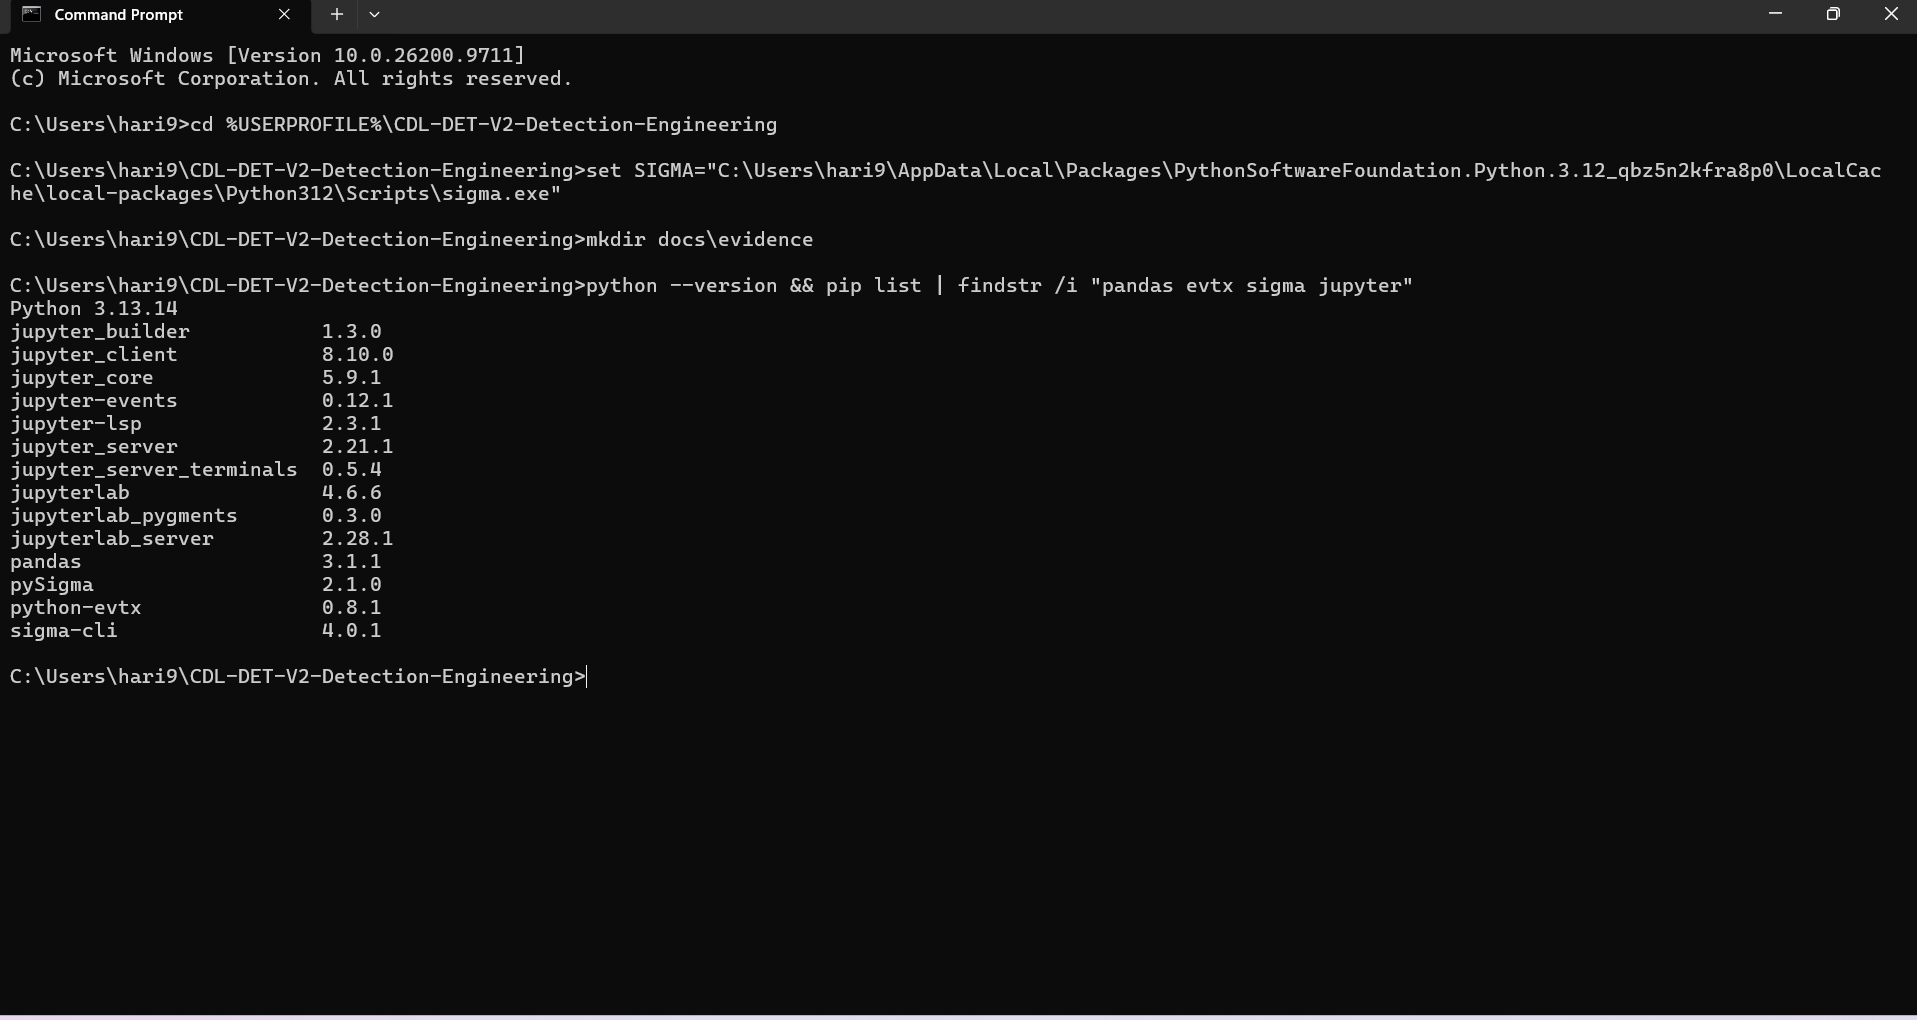 Command Prompt
Microsoft Windows [Version 10.0.26200.9711]
(c) Microsoft Corporation. All rights reserved.
C:\Users\hari9>cd %USERPROFILE%\CDL-DET-V2-Detection-Engineering
C:\Users\hari9\CDL-DET-V2-Detection-Engineering>set SIGMA="C:\Users\hari9\AppData\Local\Packages\PythonSoftwareFoundation.Python.3.12_qbz5n2kfra8p0\LocalCac
he\local-packages\Python312\Scripts\sigma.exe"
C:\Users\hari9\CDL-DET-V2-Detection-Engineering>mkdir docs\evidence
C:\Users\hari9\CDL-DET-V2-Detection-Engineering>python --version && pip list | findstr /i "pandas evtx sigma jupyter"
Python 3.13.14
jupyter_builder           1.3.0
jupyter_client            8.10.0
jupyter_core              5.9.1
jupyter-events            0.12.1
jupyter-lsp               2.3.1
jupyter_server            2.21.1
jupyter_server_terminals  0.5.4
jupyterlab                4.6.6
jupyterlab_pygments       0.3.0
jupyterlab_server         2.28.1
pandas                    3.1.1
pySigma                   2.1.0
python-evtx               0.8.1
sigma-cli                 4.0.1
C:\Users\hari9\CDL-DET-V2-Detection-Engineering>